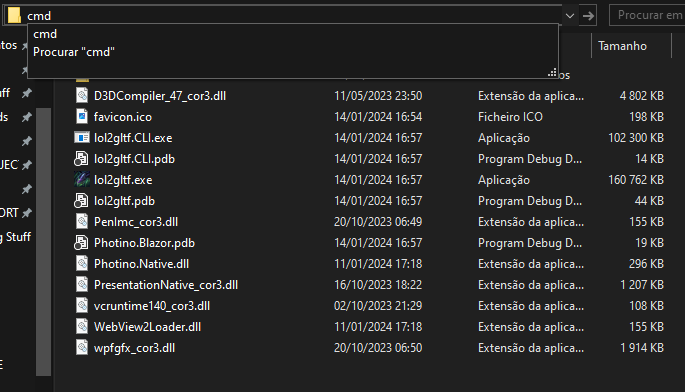 cmd
Procurar em
cmd
Procurar "cmd"
Tamanho
os
D3DCompiler_47_cor3.dll 11/05/2023 23:50 Extensão da aplica... 4 802 KB
favicon.ico 14/01/2024 16:54 Ficheiro ICO 198 KB
lol2gltf.CLI.exe 14/01/2024 16:57 Aplicação 102 300 KB
lol2gltf.CLI.pdb 14/01/2024 16:57 Program Debug D... 14 KB
lol2gltf.exe 14/01/2024 16:57 Aplicação 160 762 KB
lol2gltf.pdb 14/01/2024 16:57 Program Debug D... 44 KB
PenImc_cor3.dll 20/10/2023 06:49 Extensão da aplica... 155 KB
Photino.Blazor.pdb 14/01/2024 16:57 Program Debug D... 19 KB
Photino.Native.dll 11/01/2024 17:18 Extensão da aplica... 296 KB
PresentationNative_cor3.dll 16/10/2023 18:22 Extensão da aplica... 1 207 KB
vcruntime140_cor3.dll 02/10/2023 21:29 Extensão da aplica... 108 KB
WebView2Loader.dll 11/01/2024 17:18 Extensão da aplica... 155 KB
wpfgfx_cor3.dll 20/10/2023 06:50 Extensão da aplica... 1 914 KB
ntos
uff
ds
JEC
ORT
g Stuff
E